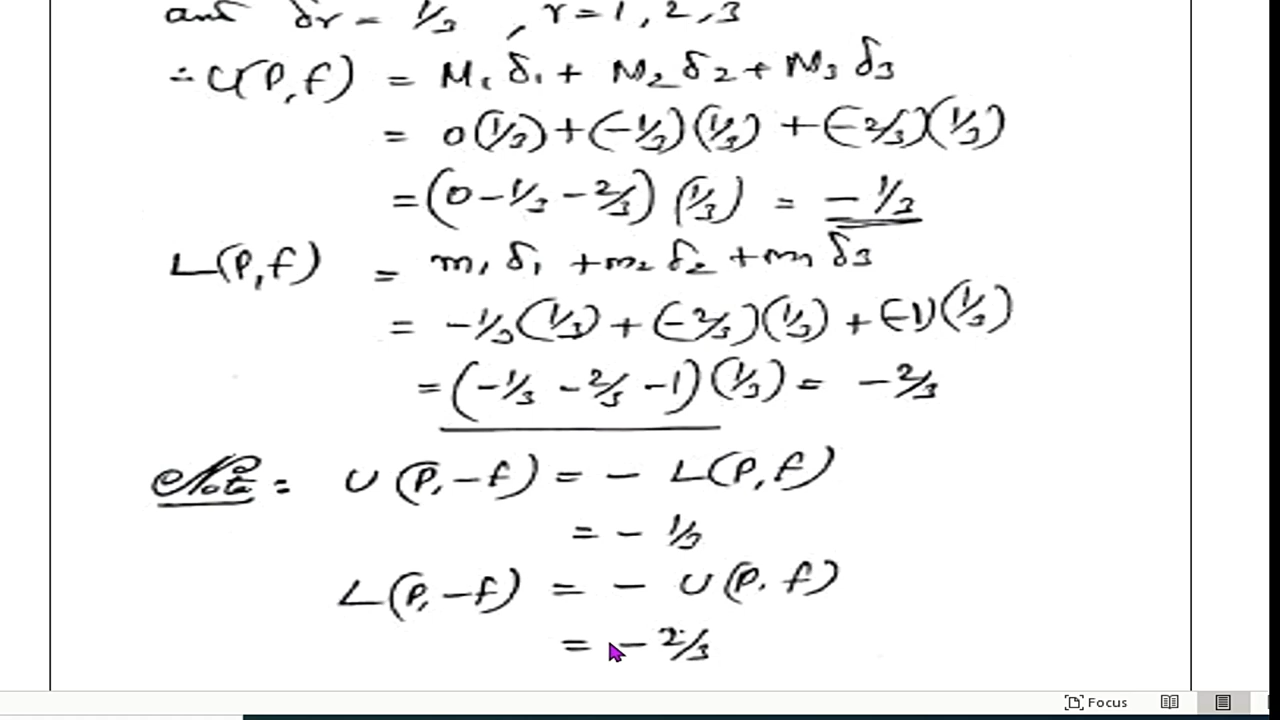 and δr = 1/3 , r = 1, 2, 3
∴ U(P, f) = M₁ δ₁ + M₂ δ₂ + M₃ δ₃
= 0(1/3) + (-1/3)(1/3) + (-2/3)(1/3)
= (0 - 1/3 - 2/3) (1/3) = - 1/3
L(P, f) = m₁ δ₁ + m₂ δ₂ + m₃ δ₃
= -1/3(1/3) + (-2/3)(1/3) + (-1)(1/3)
= (-1/3 - 2/3 - 1)(1/3) = - 2/3
Note: U(P, -f) = - L(P, f)
= - 1/3
L(P, -f) = - U(P, f)
= - 2/3
Focus